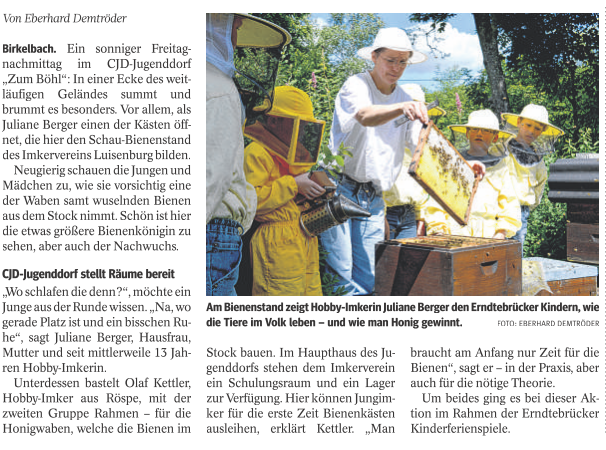 Von Eberhard Demtröder
Birkelbach. Ein sonniger Freitag-
nachmittag im CJD-Jugenddorf
„Zum Böhl“: In einer Ecke des weit-
läufigen Geländes summt und
brummt es besonders. Vor allem, als
Juliane Berger einen der Kästen öff-
net, die hier den Schau-Bienenstand
des Imkervereins Luisenburg bilden.
Neugierig schauen die Jungen und
Mädchen zu, wie sie vorsichtig eine
der Waben samt wuselnden Bienen
aus dem Stock nimmt. Schön ist hier
die etwas größere Bienenkönigin zu
sehen, aber auch der Nachwuchs.
CJD-Jugenddorf stellt Räume bereit
„Wo schlafen die denn?“, möchte ein
Junge aus der Runde wissen. „Na, wo
gerade Platz ist und ein bisschen Ru-
he“, sagt Juliane Berger, Hausfrau,
Mutter und seit mittlerweile 13 Jah-
ren Hobby-Imkerin.
Unterdessen bastelt Olaf Kettler,
Hobby-Imker aus Röspe, mit der
zweiten Gruppe Rahmen – für die
Honigwaben, welche die Bienen im
Am Bienenstand zeigt Hobby-Imkerin Juliane Berger den Erndtebrücker Kindern, wie
die Tiere im Volk leben – und wie man Honig gewinnt. FOTO: EBERHARD DEMTRÖDER
Stock bauen. Im Haupthaus des Ju-
genddorfs stehen dem Imkerverein
ein Schulungsraum und ein Lager
zur Verfügung. Hier können Jungim-
ker für die erste Zeit Bienenkästen
ausleihen, erklärt Kettler. „Man
braucht am Anfang nur Zeit für die
Bienen“, sagt er – in der Praxis, aber
auch für die nötige Theorie.
Um beides ging es bei dieser Ak-
tion im Rahmen der Erndtebrücker
Kinderferienspiele.